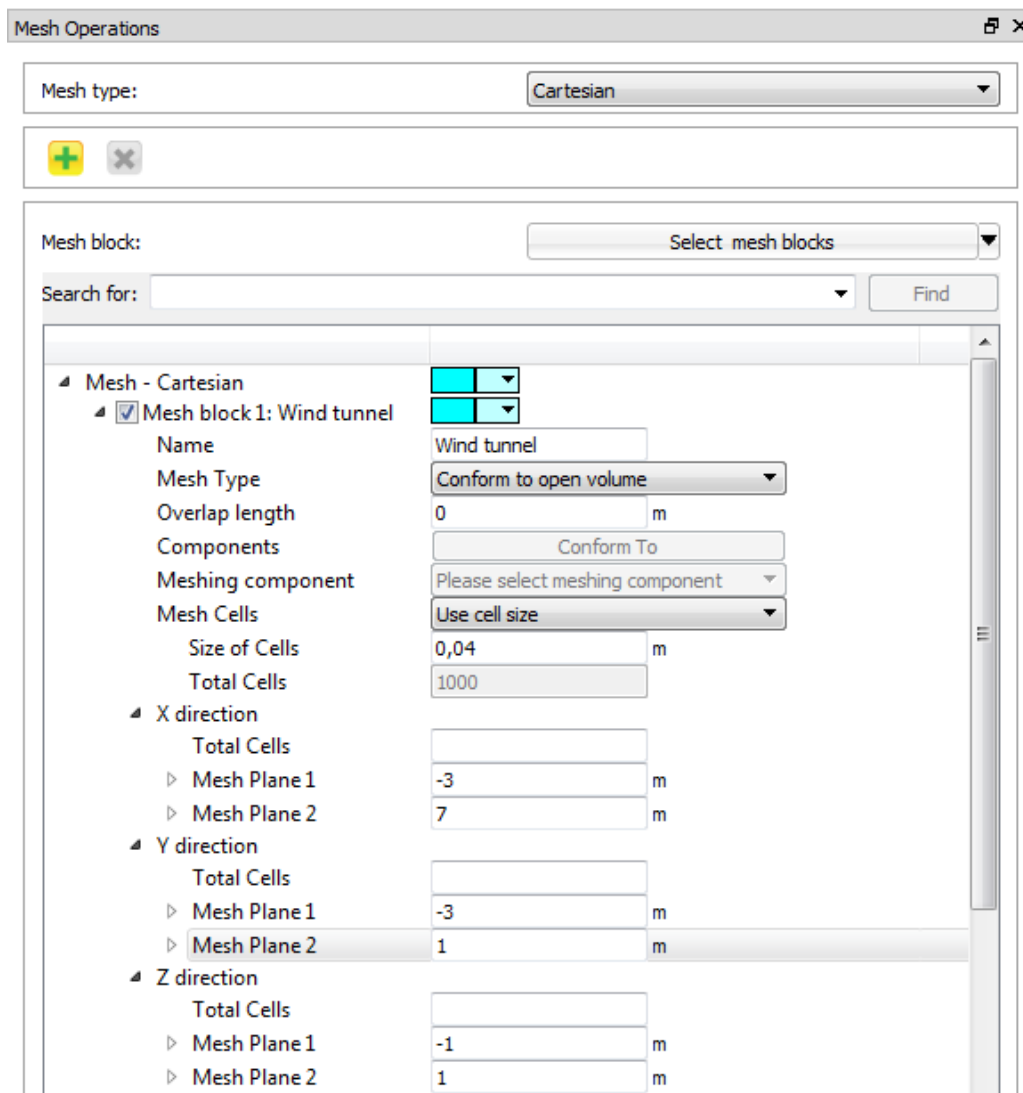 Mesh Operations
Mesh type: Cartesian
Mesh block: Select mesh blocks
Search for: Find
Mesh - Cartesian
Mesh block 1: Wind tunnel
Name Wind tunnel
Mesh Type Conform to open volume
Overlap length 0 m
Components Conform To
Meshing component Please select meshing component
Mesh Cells Use cell size
Size of Cells 0,04 m
Total Cells 1000
X direction
Total Cells
Mesh Plane 1 -3 m
Mesh Plane 2 7 m
Y direction
Total Cells
Mesh Plane 1 -3 m
Mesh Plane 2 1 m
Z direction
Total Cells
Mesh Plane 1 -1 m
Mesh Plane 2 1 m